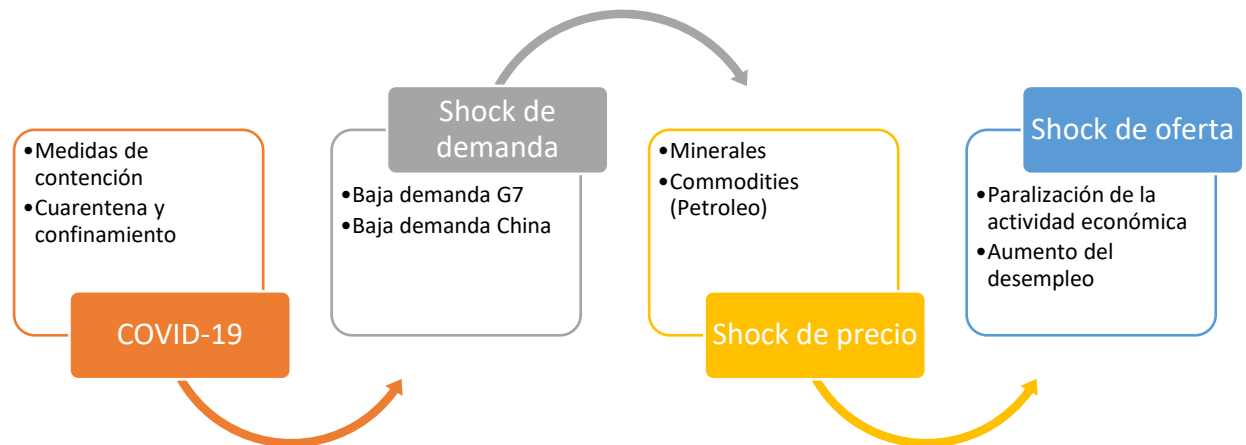 •Medidas de
contención
•Cuarentena y
confinamiento
COVID-19
Shock de
demanda
•Baja demanda G7
•Baja demanda China
•Minerales
•Commodities
(Petroleo)
Shock de precio
Shock de oferta
•Paralización de la
actividad económica
•Aumento del
desempleo